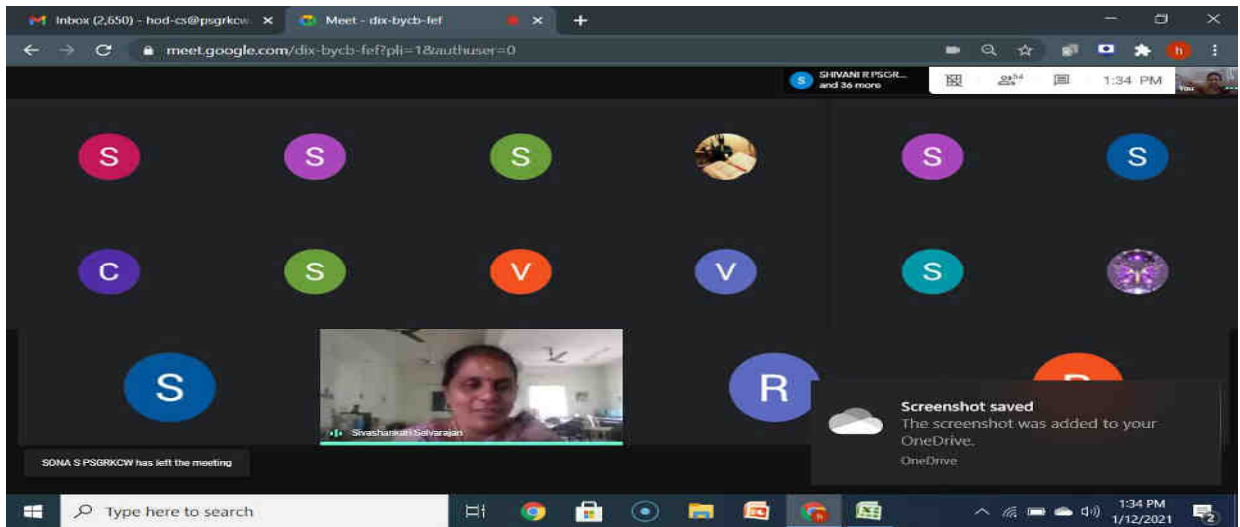 Inbox (2,650) - hod-cs@psgrkcw
Meet - dix-bycb-fef
meet.google.com/dix-bycb-fef?pli=1&authuser=0
h
S
SHIVANI R PSGR...
and 36 more
54
1:34 PM
You
S S S S S
C S V V S
S R
Sivashankari Selvarajan
SONA S PSGRKCW has left the meeting
Screenshot saved
The screenshot was added to your
OneDrive.
OneDrive
Type here to search
1:34 PM
1/12/2021
2